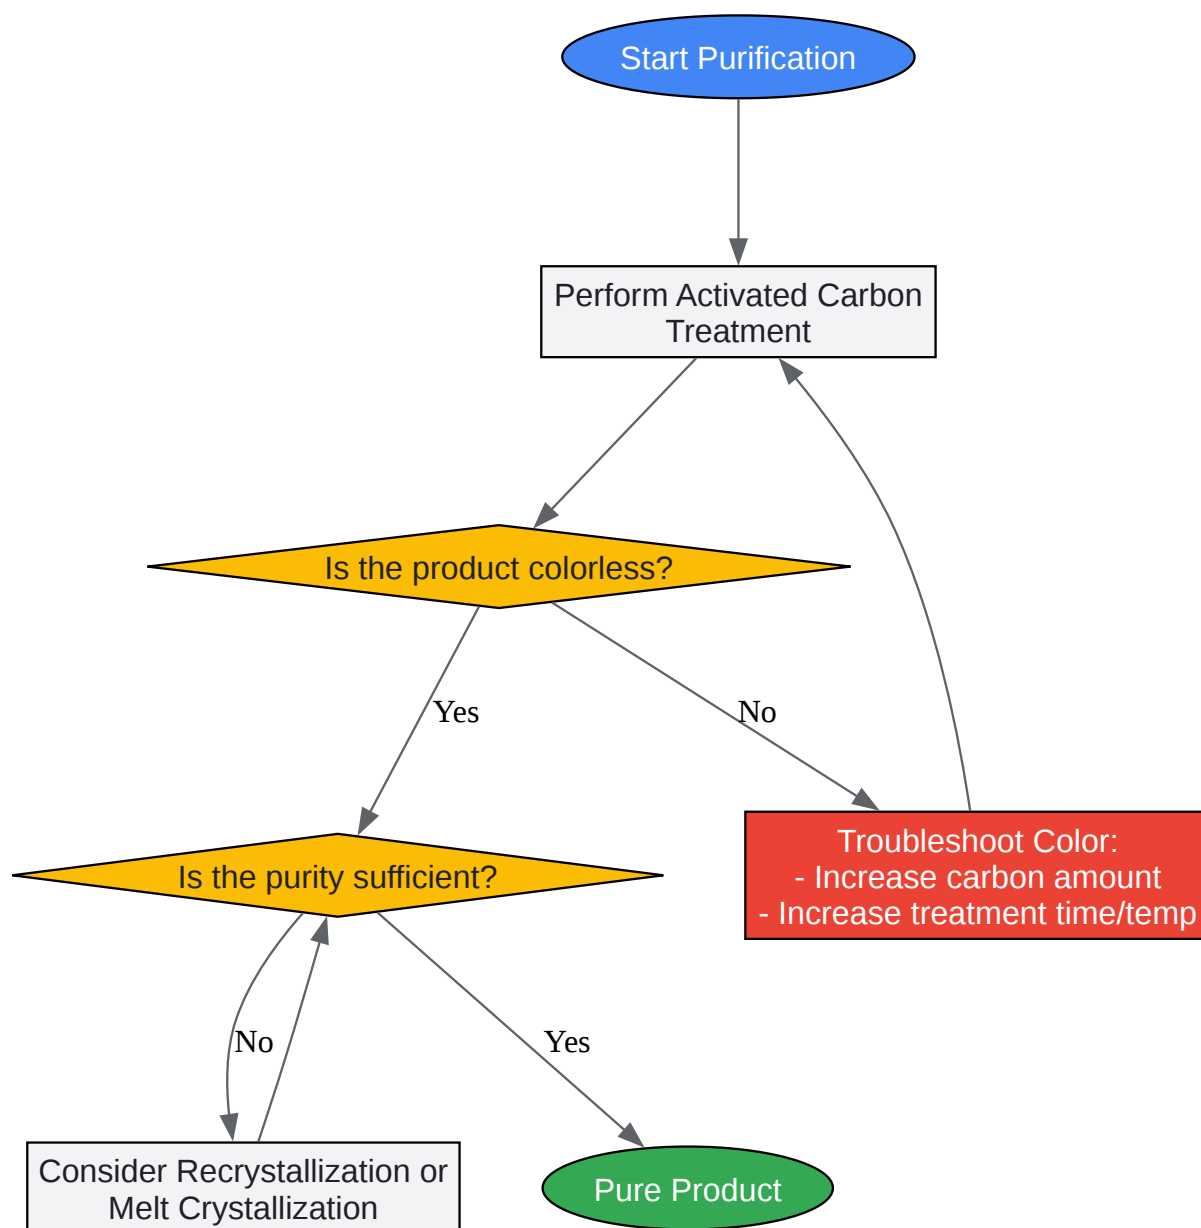 Start Purification
Perform Activated Carbon
Treatment
Is the product colorless?
Yes
No
Troubleshoot Color:
- Increase carbon amount
- Increase treatment time/temp
Is the purity sufficient?
No
Yes
Consider Recrystallization or
Melt Crystallization
Pure Product